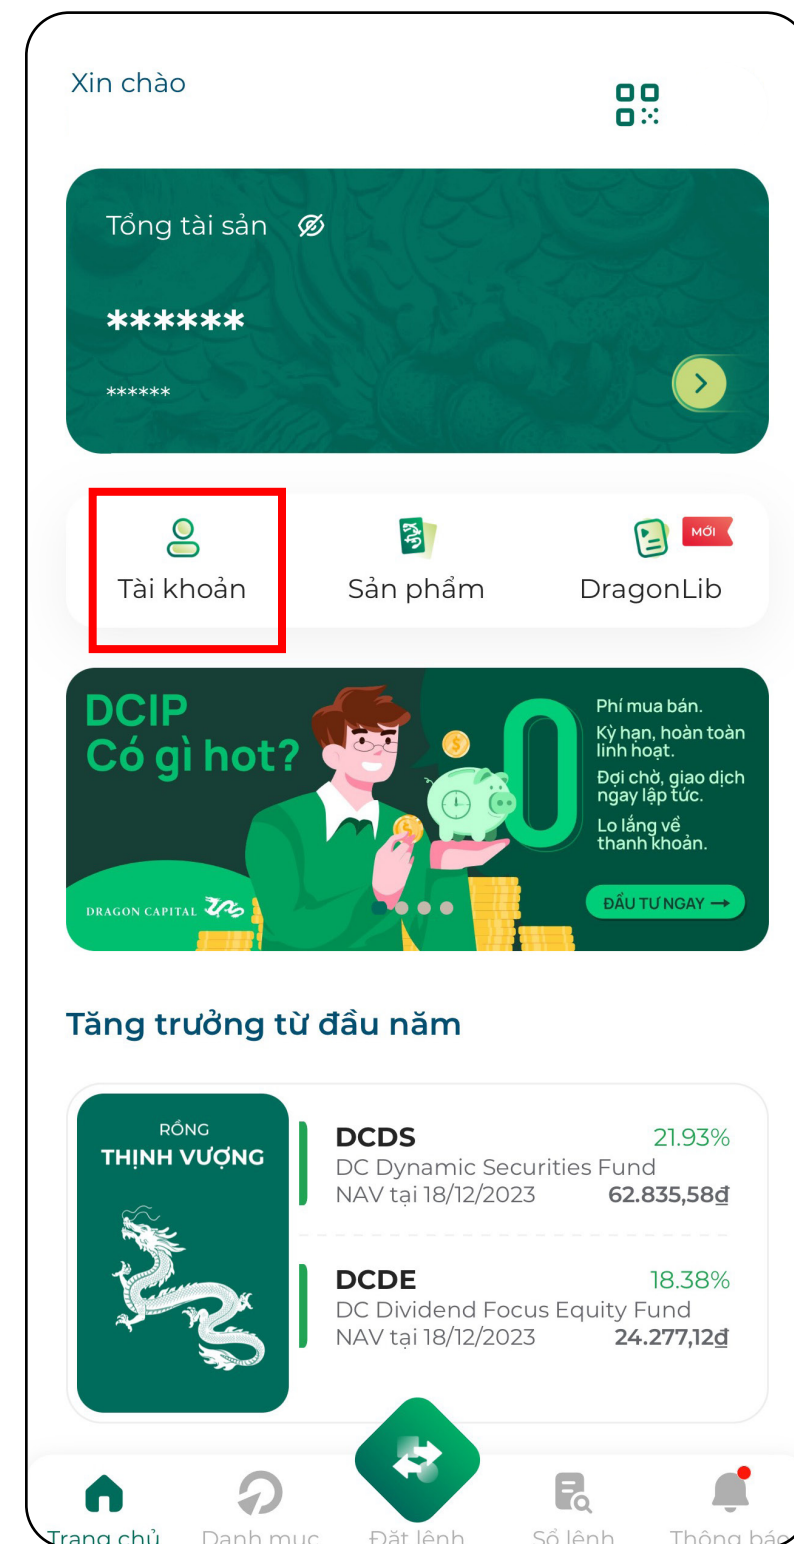 Xin chào
Tổng tài sản
******
******
Tài khoản
Sản phẩm
MỚI
DragonLib
DCIP
Có gì hot?
0
Phí mua bán.
Kỳ hạn, hoàn toàn
linh hoạt.
Đợi chờ, giao dịch
ngay lập tức.
Lo lắng về
thanh khoản.
DRAGON CAPITAL
ĐẦU TƯ NGAY →
Tăng trưởng từ đầu năm
RỒNG
THỊNH VƯỢNG
DCDS 21.93%
DC Dynamic Securities Fund
NAV tại 18/12/2023 62.835,58₫
DCDE 18.38%
DC Dividend Focus Equity Fund
NAV tại 18/12/2023 24.277,12₫
Trang chủ Danh mục Đặt lệnh Sổ lệnh Thông báo